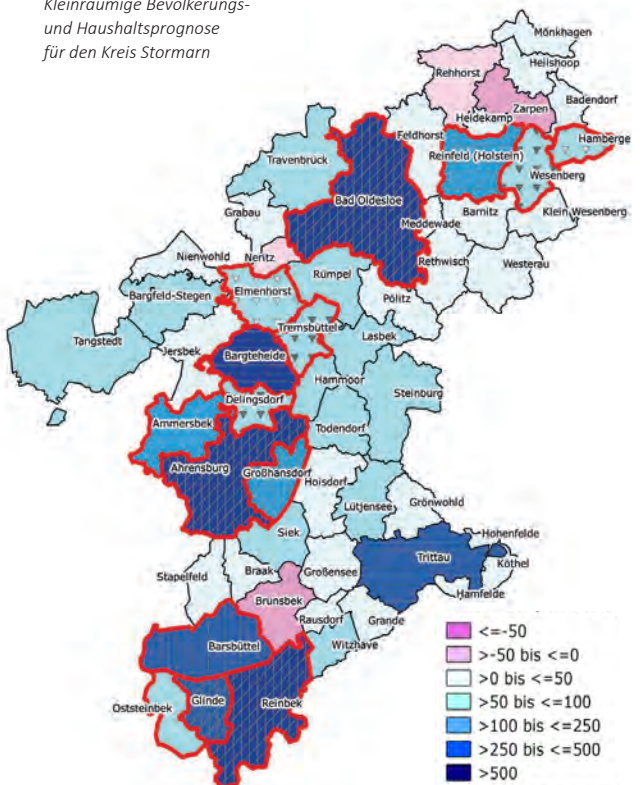 Kleinräumige Bevölkerungs-
und Haushaltsprognose
für den Kreis Stormarn
Mönkhagen
Heilshoop
Rehhorst
Badendorf
Zarpen
Heidekamp
Feldhorst
Hamberge
Reinfeld (Holstein)
Travenbrück
Wesenberg
Bad Oldesloe
Grabau
Barnitz
Klein Wesenberg
Meddewade
Nienwohld
Neritz
Rethwisch
Westerau
Rümpel
Elmenhorst
Bargfeld-Stegen
Pölitz
Tremsbüttel
Tangstedt
Lasbek
Jersbek
Bargteheide
Hammoor
Steinburg
Delingsdorf
Ammersbek
Todendorf
Ahrensburg
Großhansdorf
Hoisdorf
Grönwohld
Lütjensee
Siek
Hohenfelde
Trittau
Köthel
Braak
Großensee
Stapelfeld
Hamfelde
Brunsbek
Rausdorf
Grande
Barsbüttel
Witzhave
Glinde
Reinbek
Oststeinbek
<=-50
>-50 bis <=0
>0 bis <=50
>50 bis <=100
>100 bis <=250
>250 bis <=500
>500